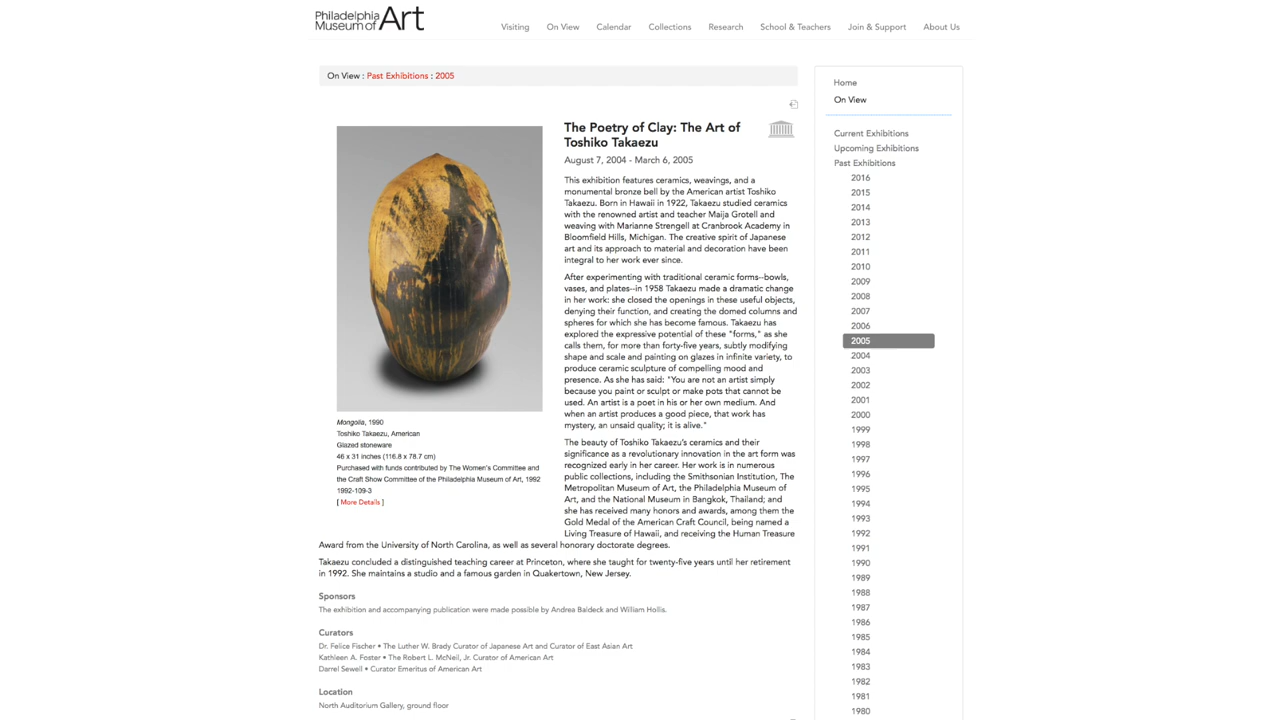 Philadelphia
Museum of Art
Visiting On View Calendar Collections Research School & Teachers Join & Support About Us
On View : Past Exhibitions : 2005
The Poetry of Clay: The Art of
Toshiko Takaezu
August 7, 2004 - March 6, 2005
This exhibition features ceramics, weavings, and a
monumental bronze bell by the American artist Toshiko
Takaezu. Born in Hawaii in 1922, Takaezu studied ceramics
with the renowned artist and teacher Maija Grotell and
weaving with Marianne Strengell at Cranbrook Academy in
Bloomfield Hills, Michigan. The creative spirit of Japanese
art and its approach to material and decoration have been
integral to her work ever since.
After experimenting with traditional ceramic forms--bowls,
vases, and plates--in 1958 Takaezu made a dramatic change
in her work: she closed the openings in these useful objects,
denying their function, and creating the domed columns and
spheres for which she has become famous. Takaezu has
explored the expressive potential of these "forms," as she
calls them, for more than forty-five years, subtly modifying
shape and scale and painting on glazes in infinite variety, to
produce ceramic sculpture of compelling mood and
presence. As she has said: "You are not an artist simply
because you paint or sculpt or make pots that cannot be
used. An artist is a poet in his or her own medium. And
when an artist produces a good piece, that work has
mystery, an unsaid quality; it is alive."
The beauty of Toshiko Takaezu's ceramics and their
significance as a revolutionary innovation in the art form was
recognized early in her career. Her work is in numerous
public collections, including the Smithsonian Institution, The
Metropolitan Museum of Art, the Philadelphia Museum of
Art, and the National Museum in Bangkok, Thailand; and
she has received many honors and awards, among them the
Gold Medal of the American Craft Council, being named a
Living Treasure of Hawaii, and receiving the Human Treasure
Award from the University of North Carolina, as well as several honorary doctorate degrees.
Takaezu concluded a distinguished teaching career at Princeton, where she taught for twenty-five years until her retirement
in 1992. She maintains a studio and a famous garden in Quakertown, New Jersey.
Mongolia, 1990
Toshiko Takaezu, American
Glazed stoneware
46 x 31 inches (116.8 x 78.7 cm)
Purchased with funds contributed by The Women's Committee and
the Craft Show Committee of the Philadelphia Museum of Art, 1992
1992-109-3
[ More Details ]
Sponsors
The exhibition and accompanying publication were made possible by Andrea Baldeck and William Hollis.
Curators
Dr. Felice Fischer • The Luther W. Brady Curator of Japanese Art and Curator of East Asian Art
Kathleen A. Foster • The Robert L. McNeil, Jr. Curator of American Art
Darrel Sewell • Curator Emeritus of American Art
Location
North Auditorium Gallery, ground floor
Home
On View
Current Exhibitions
Upcoming Exhibitions
Past Exhibitions
2016
2015
2014
2013
2012
2011
2010
2009
2008
2007
2006
2005
2004
2003
2002
2001
2000
1999
1998
1997
1996
1995
1994
1993
1992
1991
1990
1989
1988
1987
1986
1985
1984
1983
1982
1981
1980